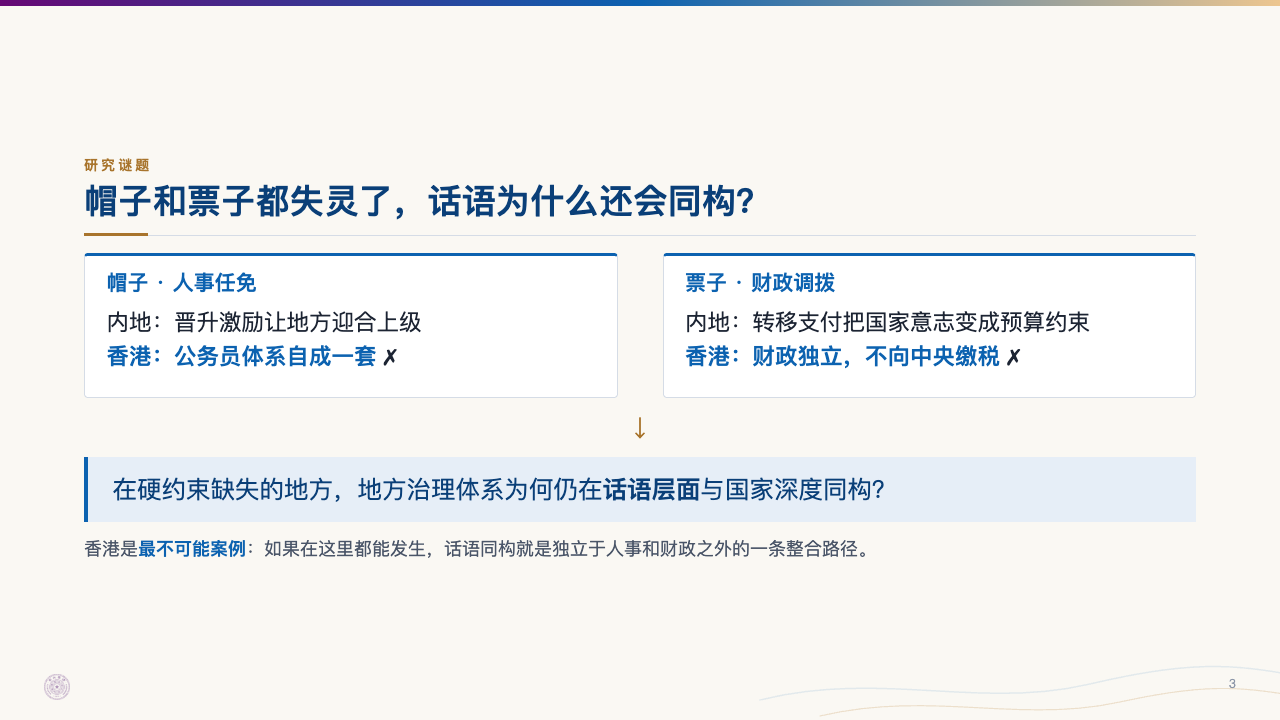 研究谜题
帽子和票子都失灵了，话语为什么还会同构？
帽子 · 人事任免
内地：晋升激励让地方迎合上级
香港：公务员体系自成一套 ✗
票子 · 财政调拨
内地：转移支付把国家意志变成预算约束
香港：财政独立，不向中央缴税 ✗
↓
在硬约束缺失的地方，地方治理体系为何仍在话语层面与国家深度同构？
香港是最不可能案例：如果在这里都能发生，话语同构就是独立于人事和财政之外的一条整合路径。
3